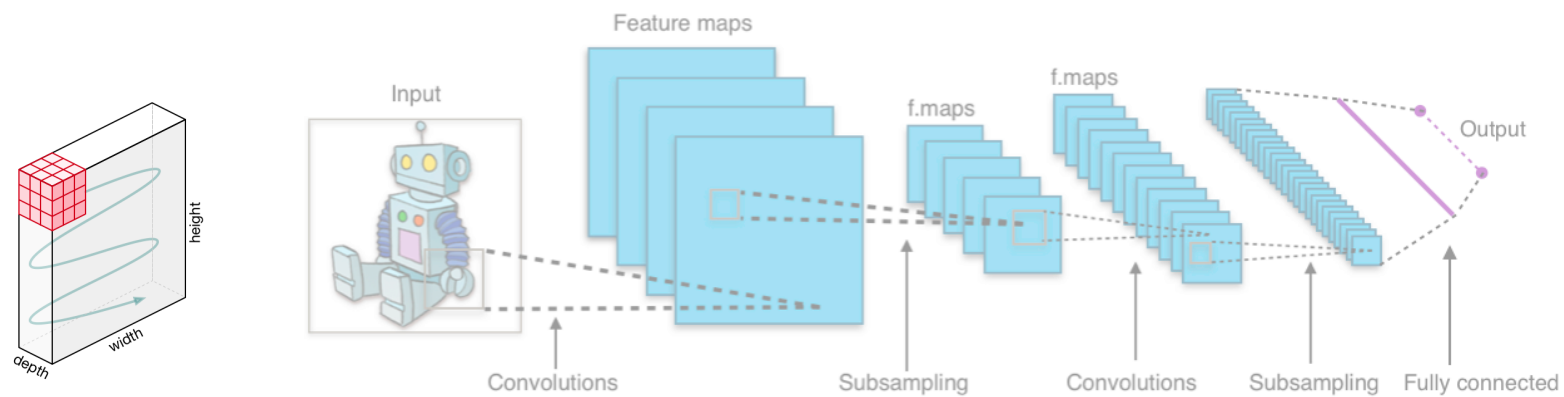 depth
width
height
Input
Feature maps
f.maps
f.maps
Output
Convolutions
Subsampling
Convolutions
Subsampling
Fully connected